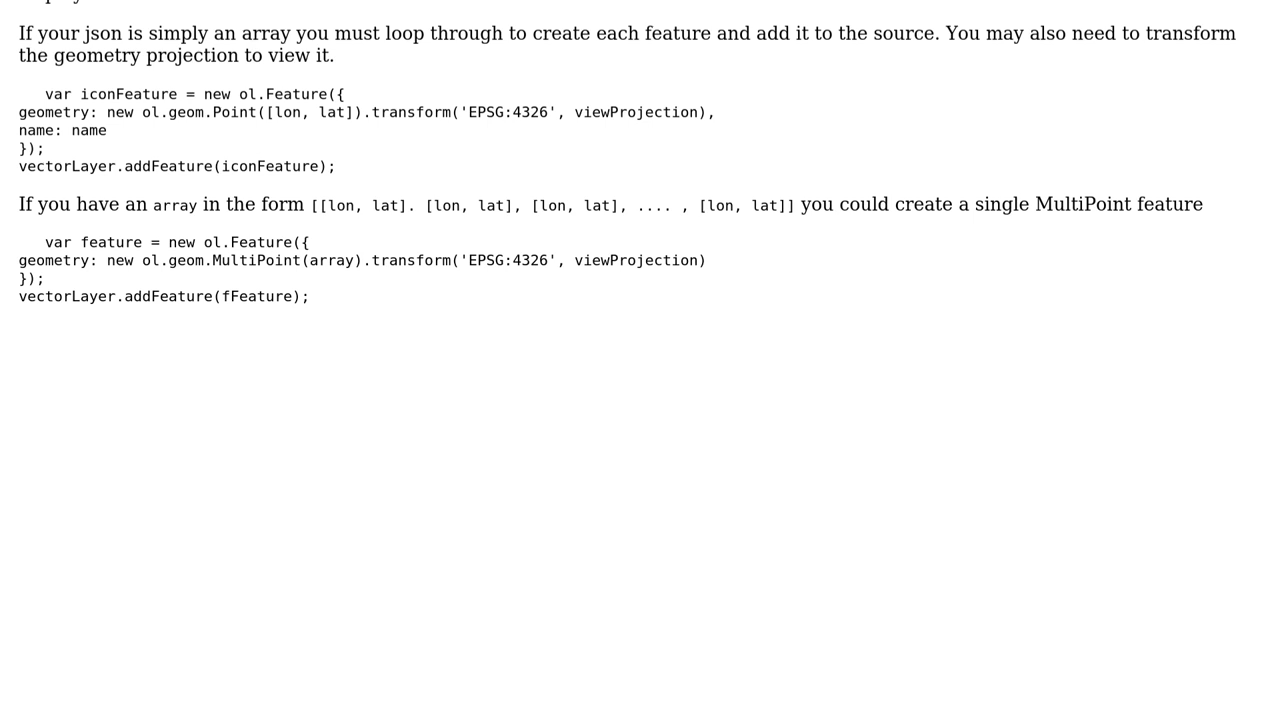 If your json is simply an array you must loop through to create each feature and add it to the source. You may also need to transform
the geometry projection to view it.
var iconFeature = new ol.Feature({
geometry: new ol.geom.Point([lon, lat]).transform('EPSG:4326', viewProjection),
name: name
});
vectorLayer.addFeature(iconFeature);
If you have an array in the form [[lon, lat]. [lon, lat], [lon, lat], .... , [lon, lat]] you could create a single MultiPoint feature
var feature = new ol.Feature({
geometry: new ol.geom.MultiPoint(array).transform('EPSG:4326', viewProjection)
});
vectorLayer.addFeature(fFeature);